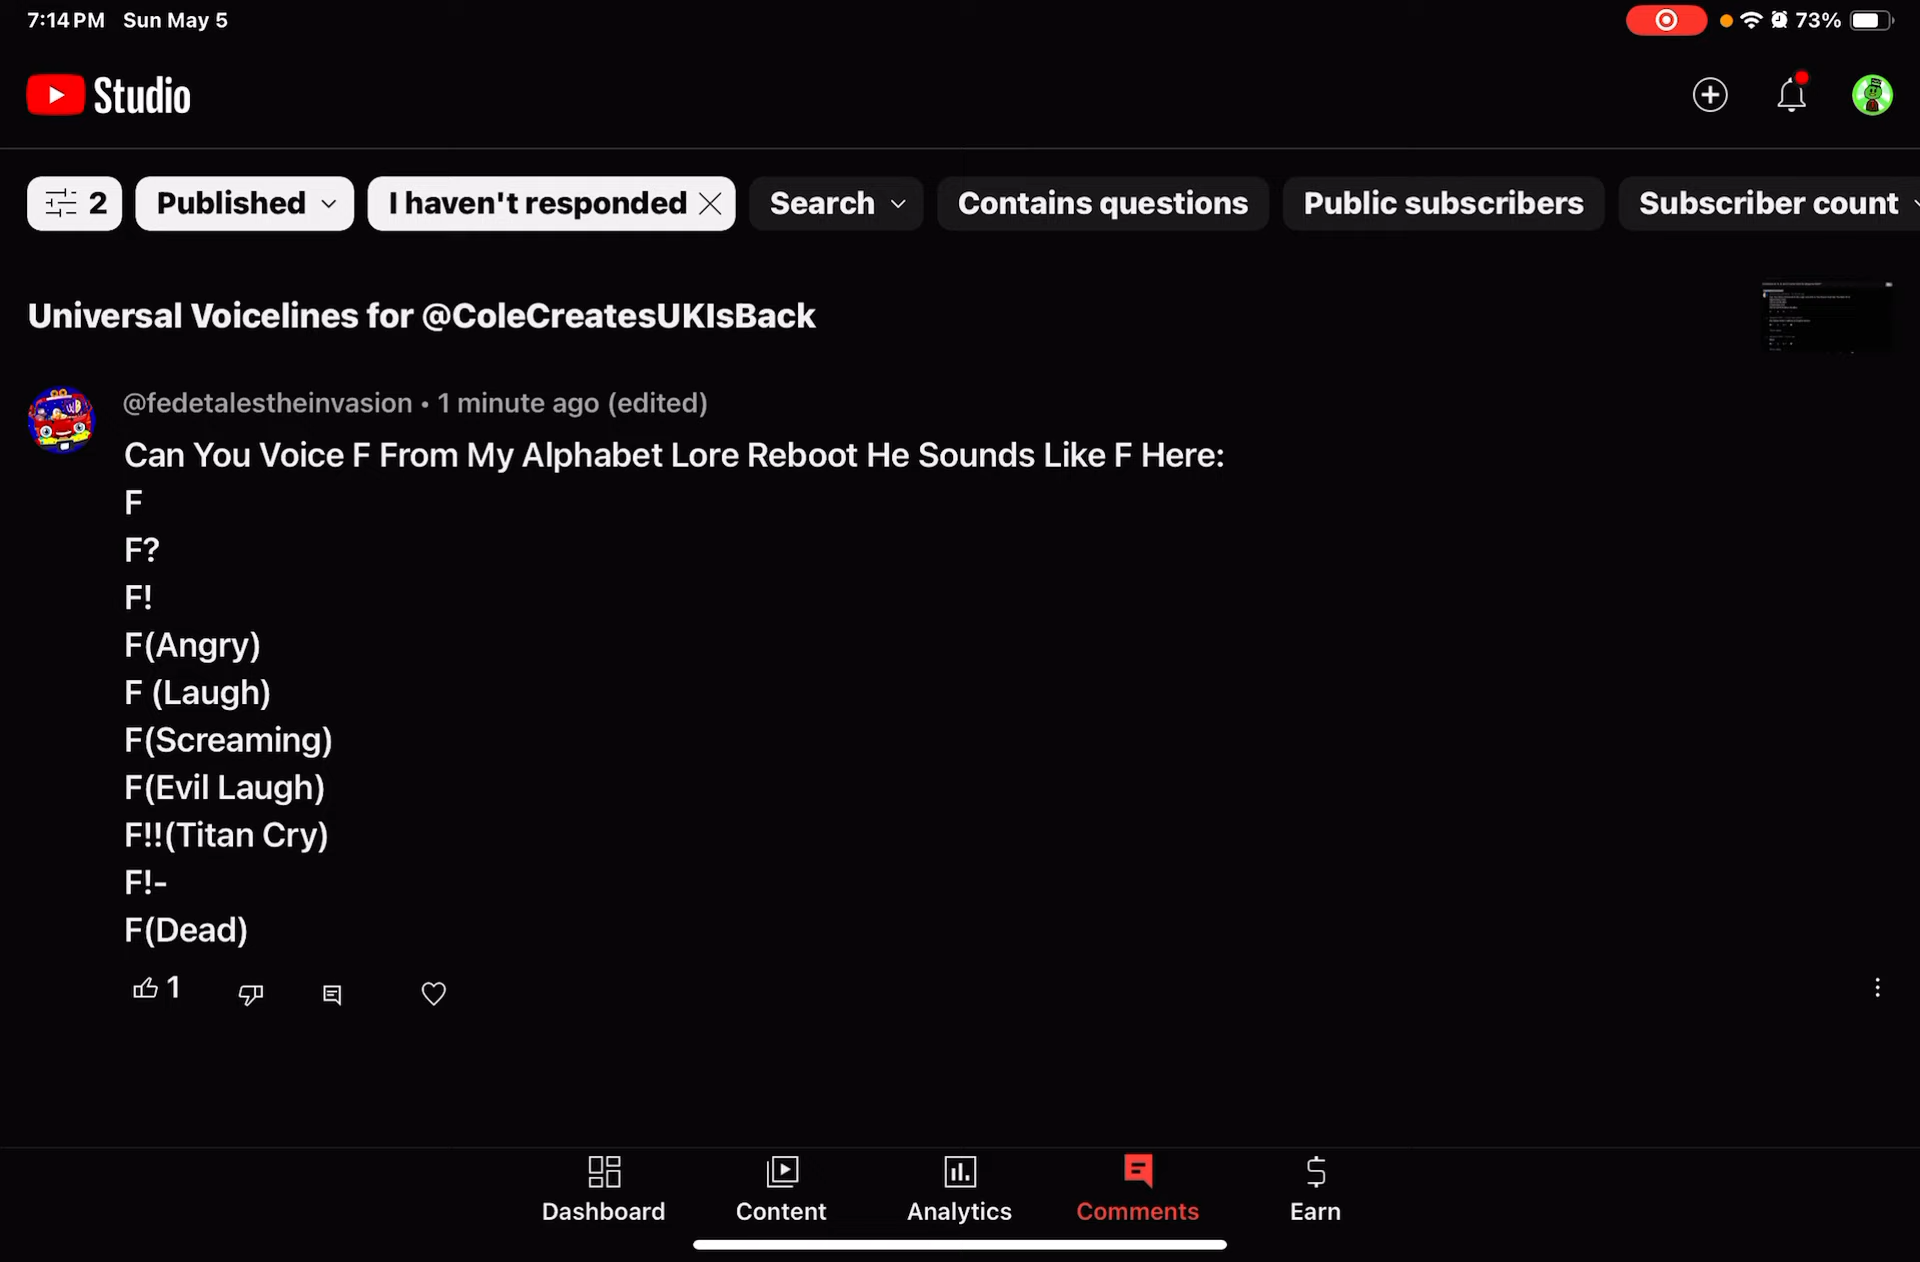 7:14 PM Sun May 5
73%
Studio
2
Published
I haven't responded
Search
Contains questions
Public subscribers
Subscriber count
Universal Voicelines for @ColeCreatesUKIsBack
@fedetalestheinvasion • 1 minute ago (edited)
Can You Voice F From My Alphabet Lore Reboot He Sounds Like F Here:
F
F?
F!
F(Angry)
F (Laugh)
F(Screaming)
F(Evil Laugh)
F!!(Titan Cry)
F!-
F(Dead)
1
Dashboard
Content
Analytics
Comments
Earn